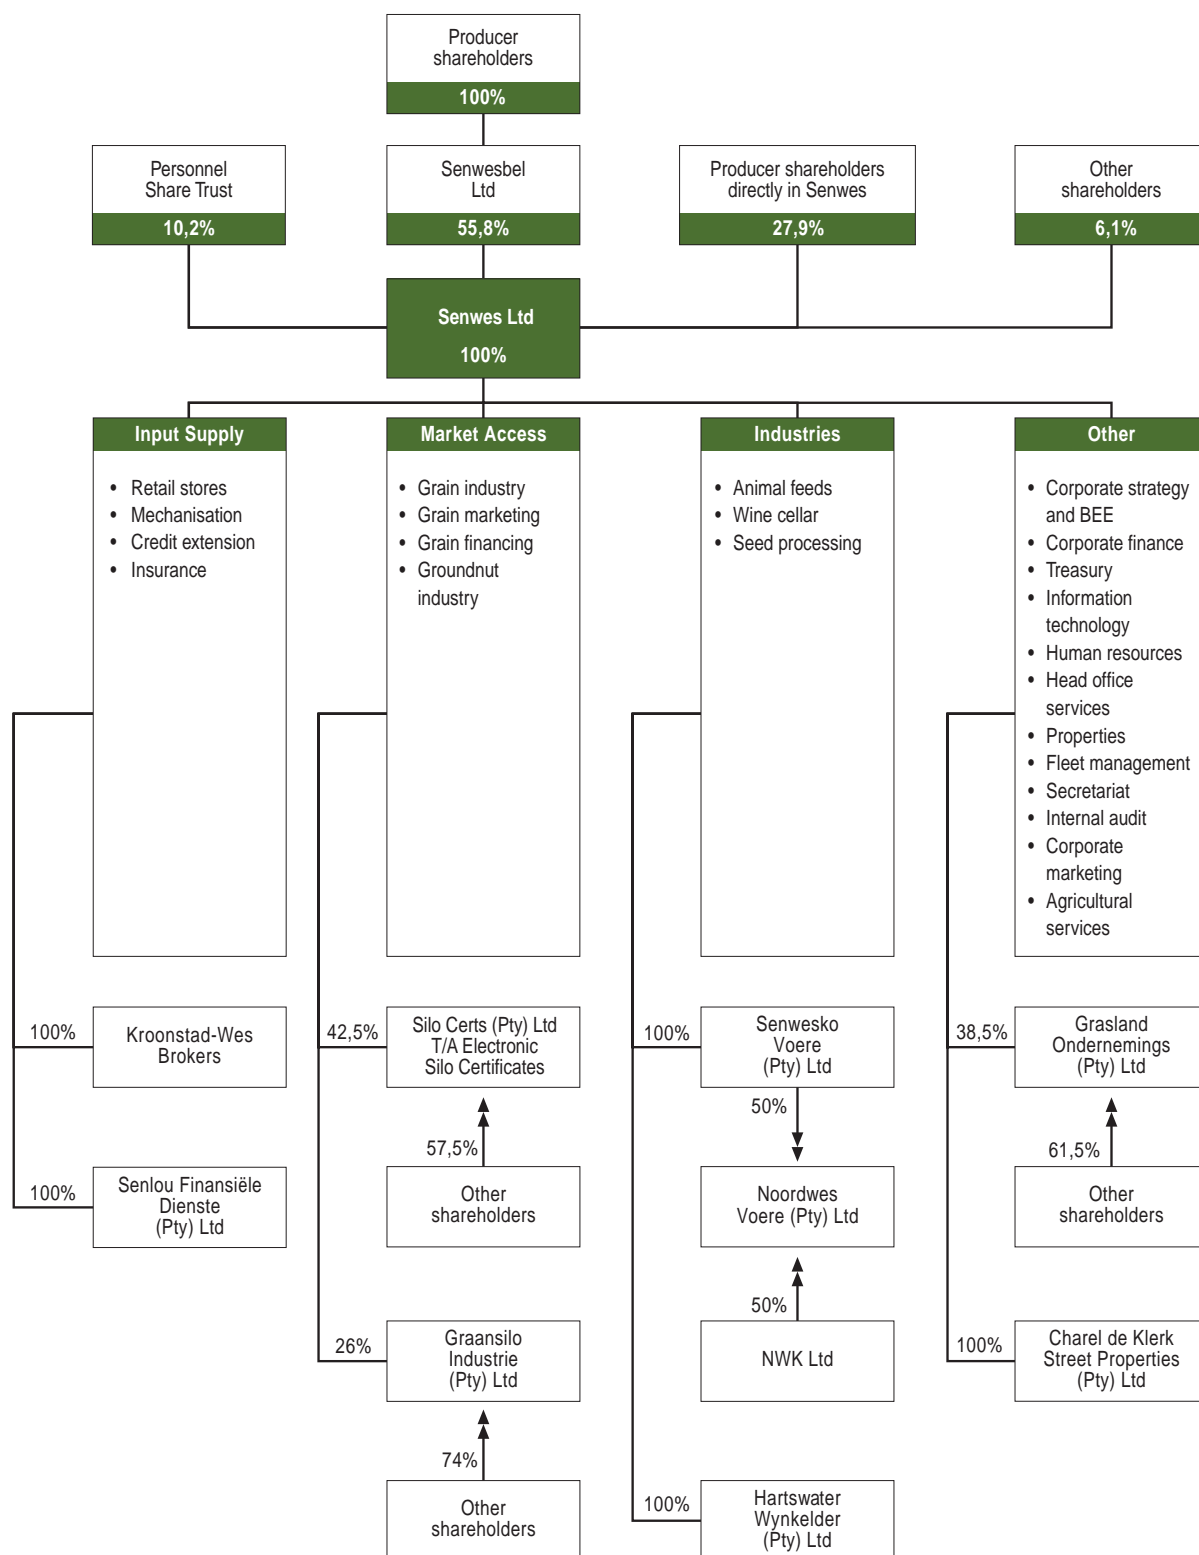 Producer
shareholders
100%
Personnel
Share Trust
10,2%
Senwesbel
Ltd
55,8%
Producer shareholders
directly in Senwes
27,9%
Other
shareholders
6,1%
Senwes Ltd
100%
Input Supply
• Retail stores
• Mechanisation
• Credit extension
• Insurance
Market Access
• Grain industry
• Grain marketing
• Grain financing
• Groundnut
industry
Industries
• Animal feeds
• Wine cellar
• Seed processing
Other
• Corporate strategy
and BEE
• Corporate finance
• Treasury
• Information
technology
• Human resources
• Head office
services
• Properties
• Fleet management
• Secretariat
• Internal audit
• Corporate
marketing
• Agricultural
services
100%
Kroonstad-Wes
Brokers
100%
Senlou Finansiële
Dienste
(Pty) Ltd
42,5%
Silo Certs (Pty) Ltd
T/A Electronic
Silo Certificates
57,5%
Other
shareholders
26%
Graansilo
Industrie
(Pty) Ltd
74%
Other
shareholders
100%
Senwesko
Voere
(Pty) Ltd
50%
Noordwes
Voere (Pty) Ltd
50%
NWK Ltd
100%
Hartswater
Wynkelder
(Pty) Ltd
38,5%
Grasland
Ondernemings
(Pty) Ltd
61,5%
Other
shareholders
100%
Charel de Klerk
Street Properties
(Pty) Ltd